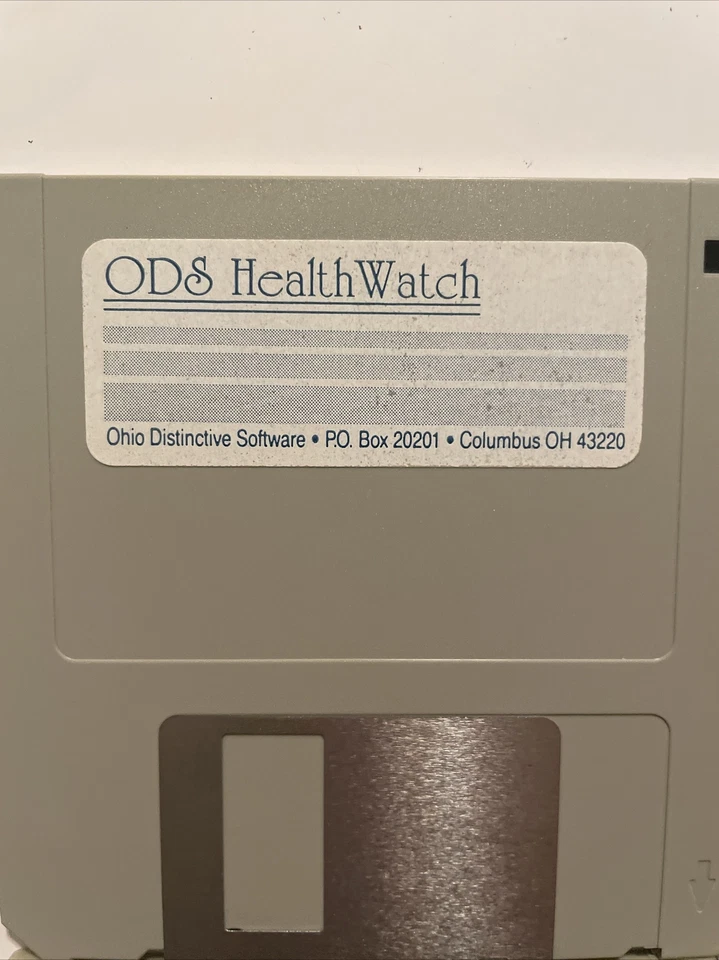 ODS HealthWatch
Ohio Distinctive Software • P.O. Box 20201 • Columbus OH 43220